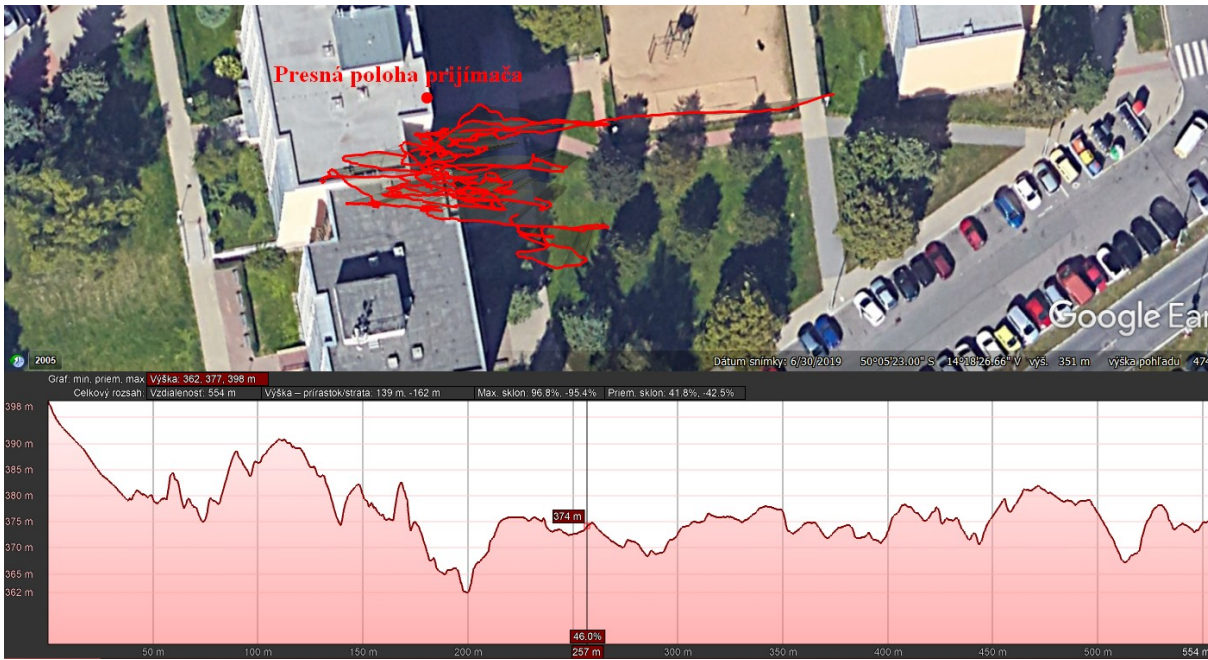 Presná poloha prijímača
Google Ear
2005
Dátum snímky: 6/30/2019 50°05'23.00" S 14°18'26.66" V výš. 351 m výška pohľadu 474
Graf: min, priem, max Výška: 362, 377, 398 m
Celkový rozsah: Vzdialenosť: 554 m Výška – prírastok/strata: 139 m, -162 m Max. sklon: 96.8%, -95.4% Priem. sklon: 41.8%, -42.5%
398 m
390 m
385 m
380 m
375 m
370 m
365 m
362 m
374 m
46.0%
50 m 100 m 150 m 200 m 257 m 300 m 350 m 400 m 450 m 500 m 554 m